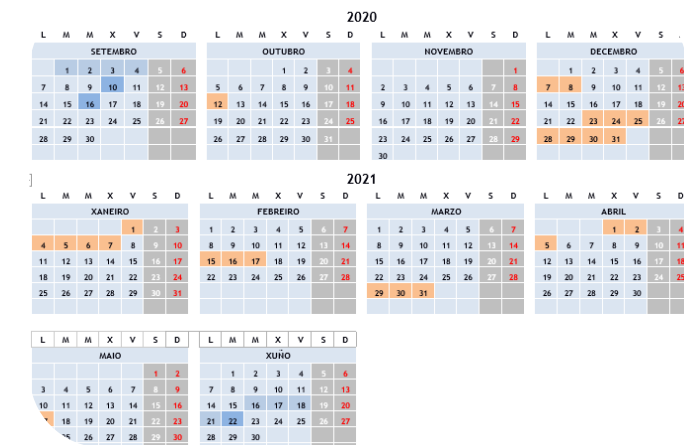 2020
L M M X V S D
SETEMBRO
1 2 3 4 5 6
7 8 9 10 11 12 13
14 15 16 17 18 19 20
21 22 23 24 25 26 27
28 29 30
L M M X V S D
OUTUBRO
1 2 3 4
5 6 7 8 9 10 11
12 13 14 15 16 17 18
19 20 21 22 23 24 25
26 27 28 29 30 31
L M M X V S D
NOVEMBRO
1
2 3 4 5 6 7 8
9 10 11 12 13 14 15
16 17 18 19 20 21 22
23 24 25 26 27 28 29
30
L M M X V S
DECEMBRO
1 2 3 4 5 6
7 8 9 10 11 12
14 15 16 17 18 19
21 22 23 24 25 26
28 29 30 31
2021
L M M X V S D
XANEIRO
1 2 3
4 5 6 7 8 9 10
11 12 13 14 15 16 17
18 19 20 21 22 23 24
25 26 27 28 29 30 31
L M M X V S D
FEBREIRO
1 2 3 4 5 6 7
8 9 10 11 12 13 14
15 16 17 18 19 20 21
22 23 24 25 26 27 28
L M M X V S D
MARZO
1 2 3 4 5 6 7
8 9 10 11 12 13 14
15 16 17 18 19 20 21
22 23 24 25 26 27 28
29 30 31
L M M X V S D
ABRIL
1 2 3 4
5 6 7 8 9 10 11
12 13 14 15 16 17 18
19 20 21 22 23 24 25
26 27 28 29 30
L M M X V S D
MAIO
1 2
3 4 5 6 7 8 9
10 11 12 13 14 15 16
18 19 20 21 22 23
26 27 28 29 30
L M M X V S D
XUÑO
1 2 3 4 5 6
7 8 9 10 11 12 13
14 15 16 17 18 19 20
21 22 23 24 25 26 27
28 29 30